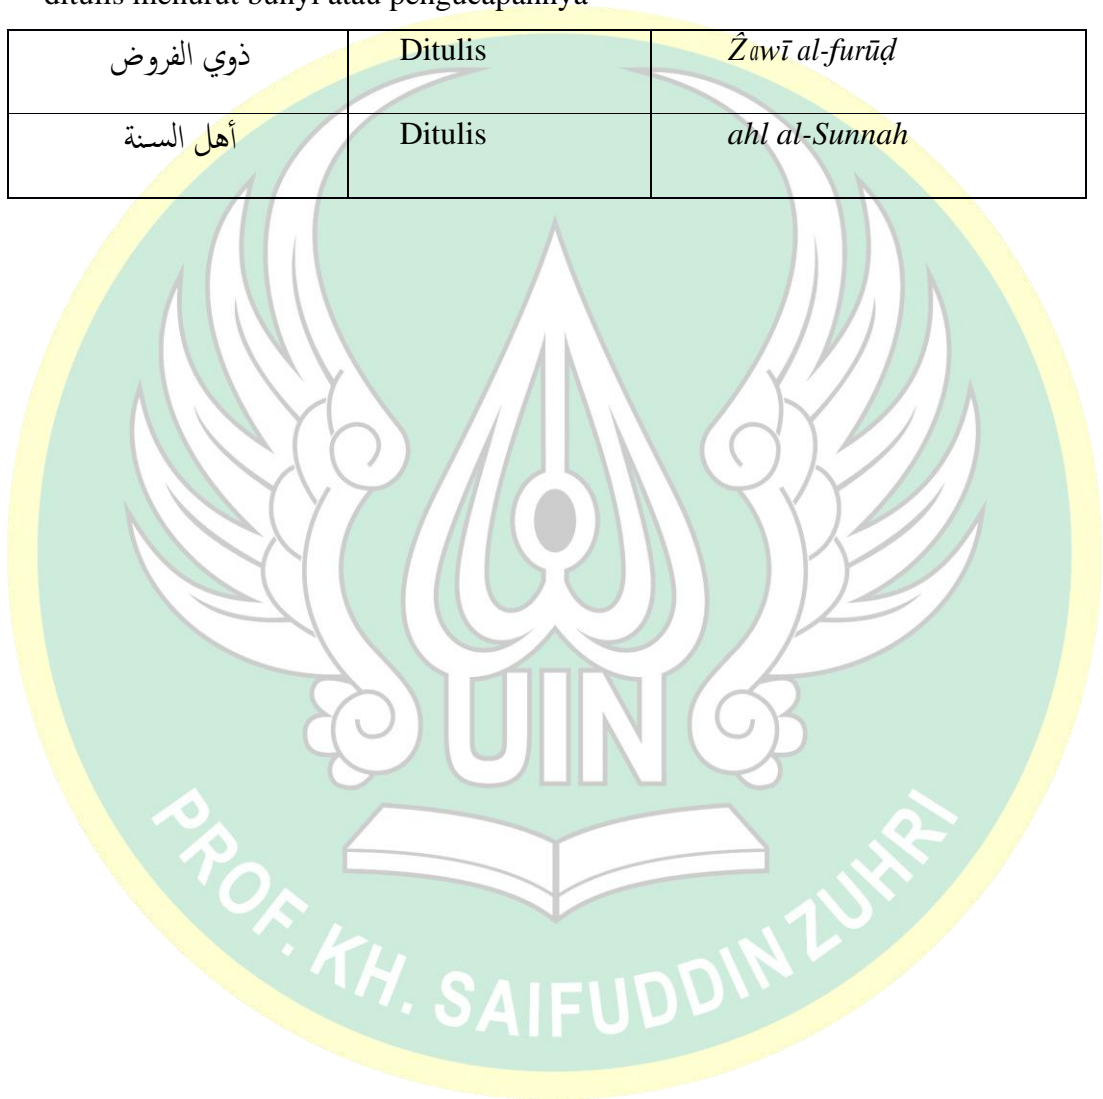 ditulis menurut bunyi atau pengucapannya
ذوي الفروض Ditulis Ẑawī al-furūḍ
أهل السنة Ditulis ahl al-Sunnah
UIN
PROF. KH. SAIFUDDIN ZUHRI